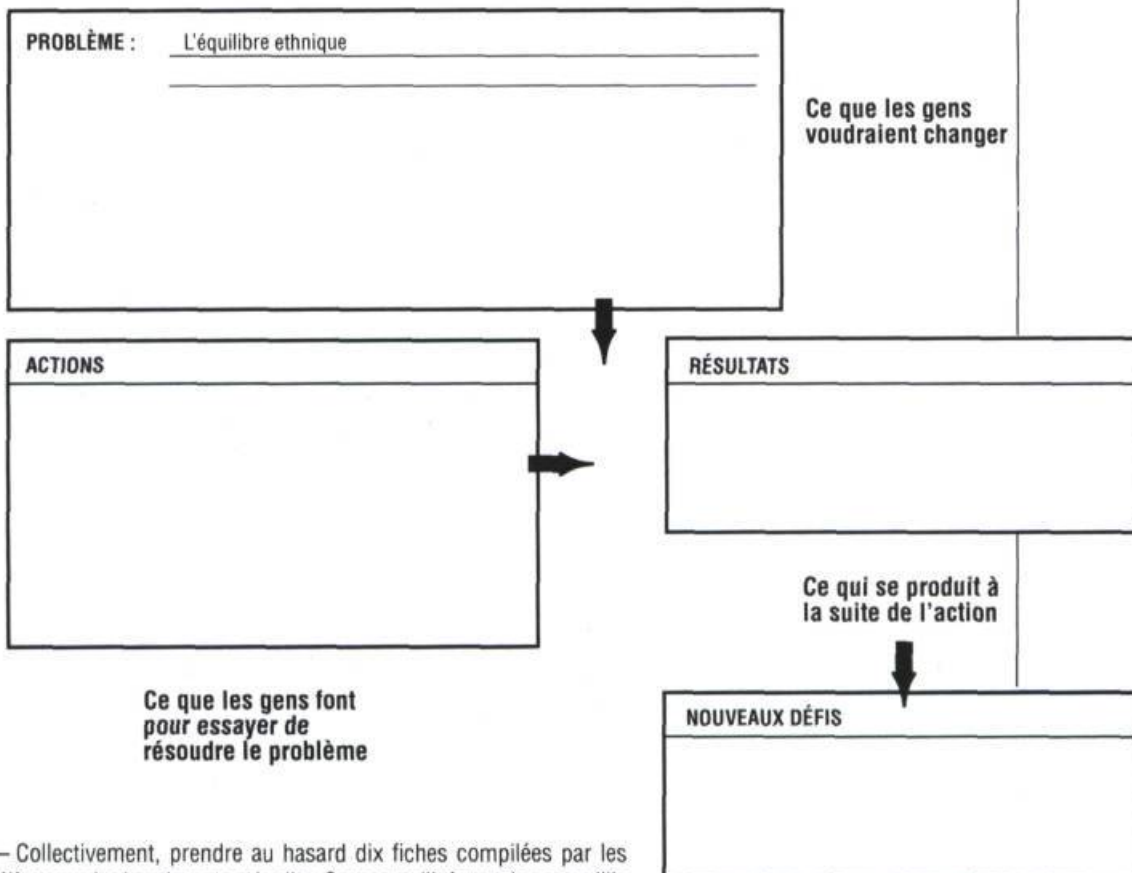 PROBLÈME : L'équilibre ethnique
Ce que les gens
voudraient changer
ACTIONS
RÉSULTATS
Ce qui se produit à
la suite de l'action
Ce que les gens font
pour essayer de
résoudre le problème
NOUVEAUX DÉFIS
– Collectivement, prendre au hasard dix fiches compilées par les